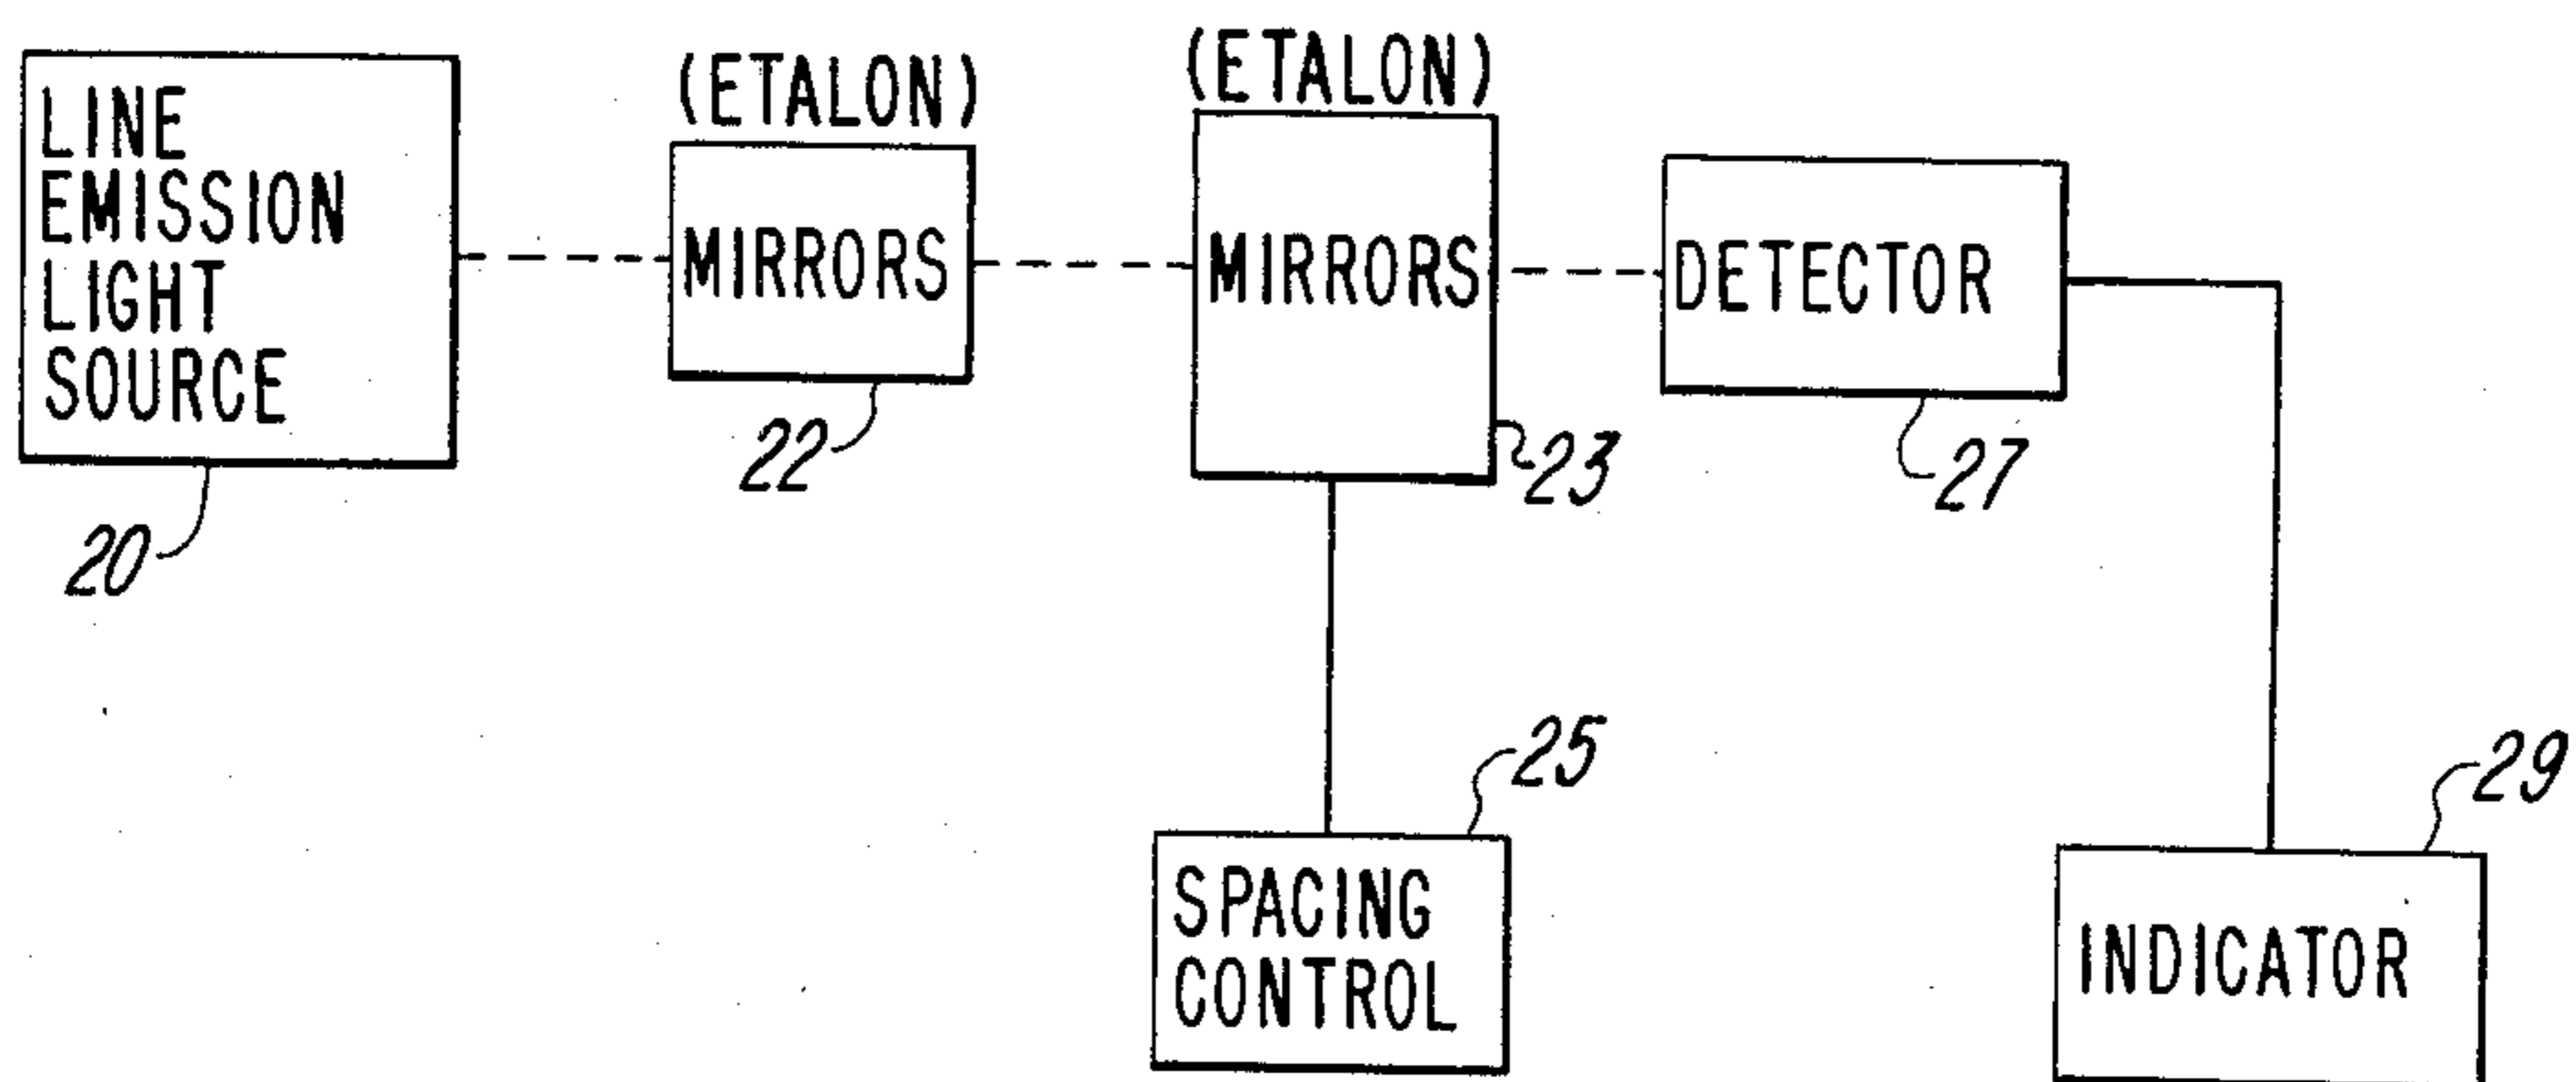 LINE
EMISSION
LIGHT
SOURCE
20
(ETALON)
MIRRORS
22
(ETALON)
MIRRORS
23
DETECTOR
27
SPACING
CONTROL
25
INDICATOR
29